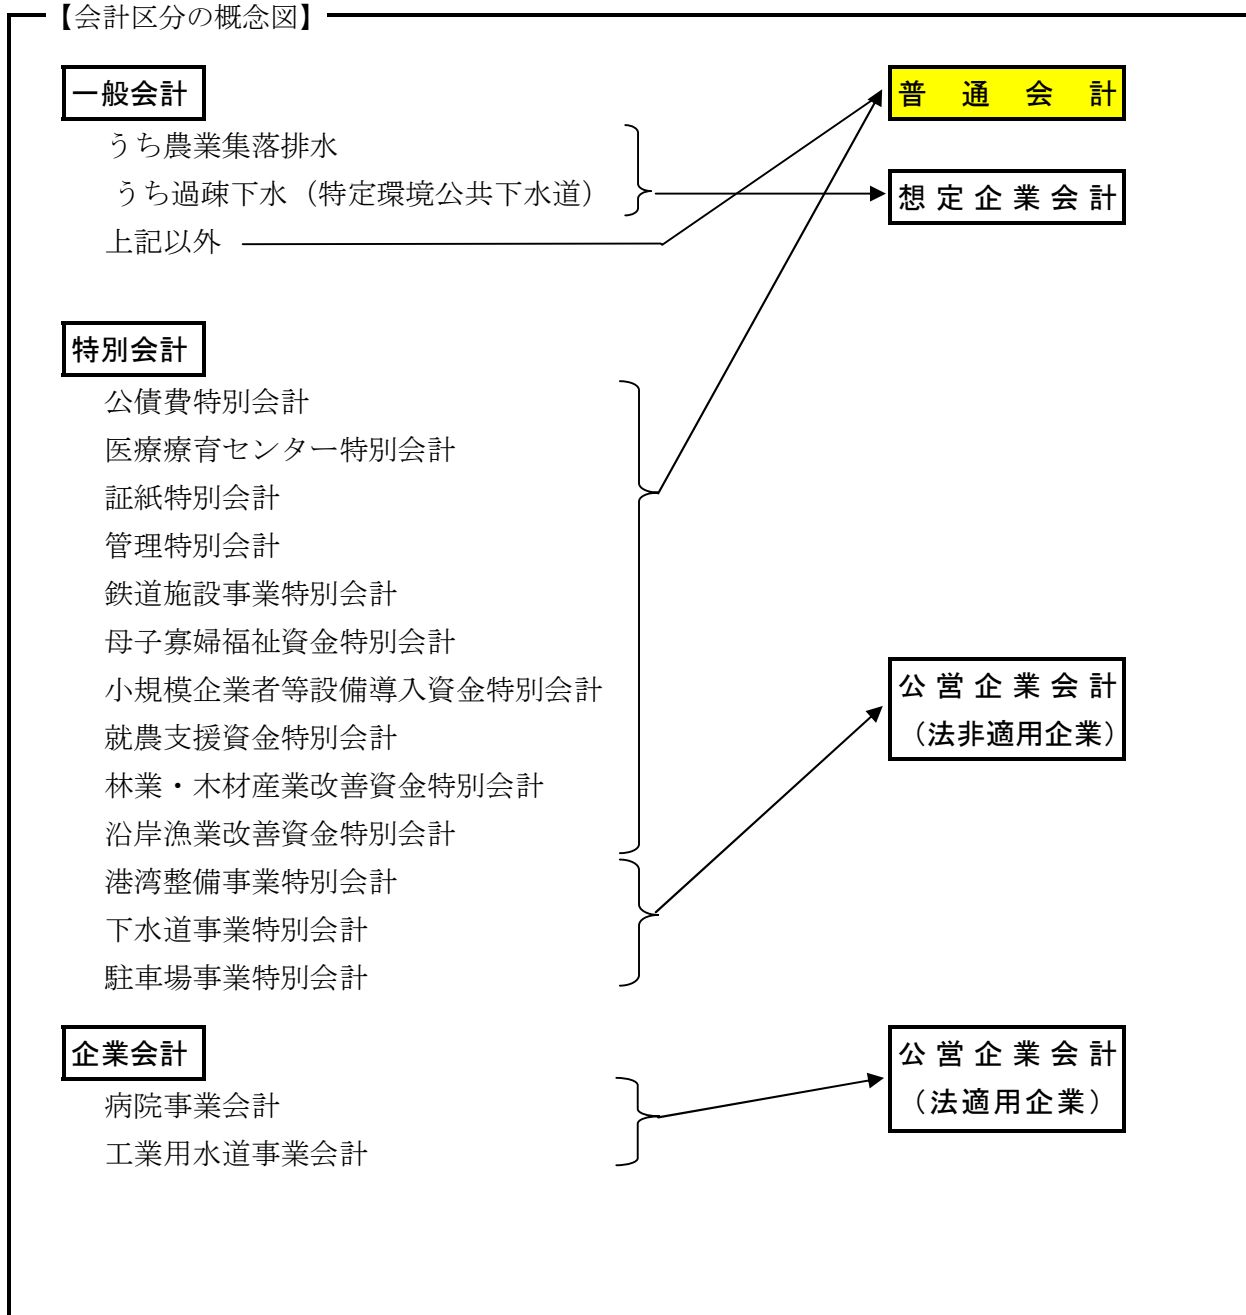 【会計区分の概念図】
一般会計
普通会計
うち農業集落排水
うち過疎下水（特定環境公共下水道）
想定企業会計
上記以外
特別会計
公債費特別会計
医療療育センター特別会計
証紙特別会計
管理特別会計
鉄道施設事業特別会計
母子寡婦福祉資金特別会計
小規模企業者等設備導入資金特別会計
就農支援資金特別会計
林業・木材産業改善資金特別会計
沿岸漁業改善資金特別会計
港湾整備事業特別会計
下水道事業特別会計
駐車場事業特別会計
公営企業会計
（法非適用企業）
企業会計
病院事業会計
工業用水道事業会計
公営企業会計
（法適用企業）